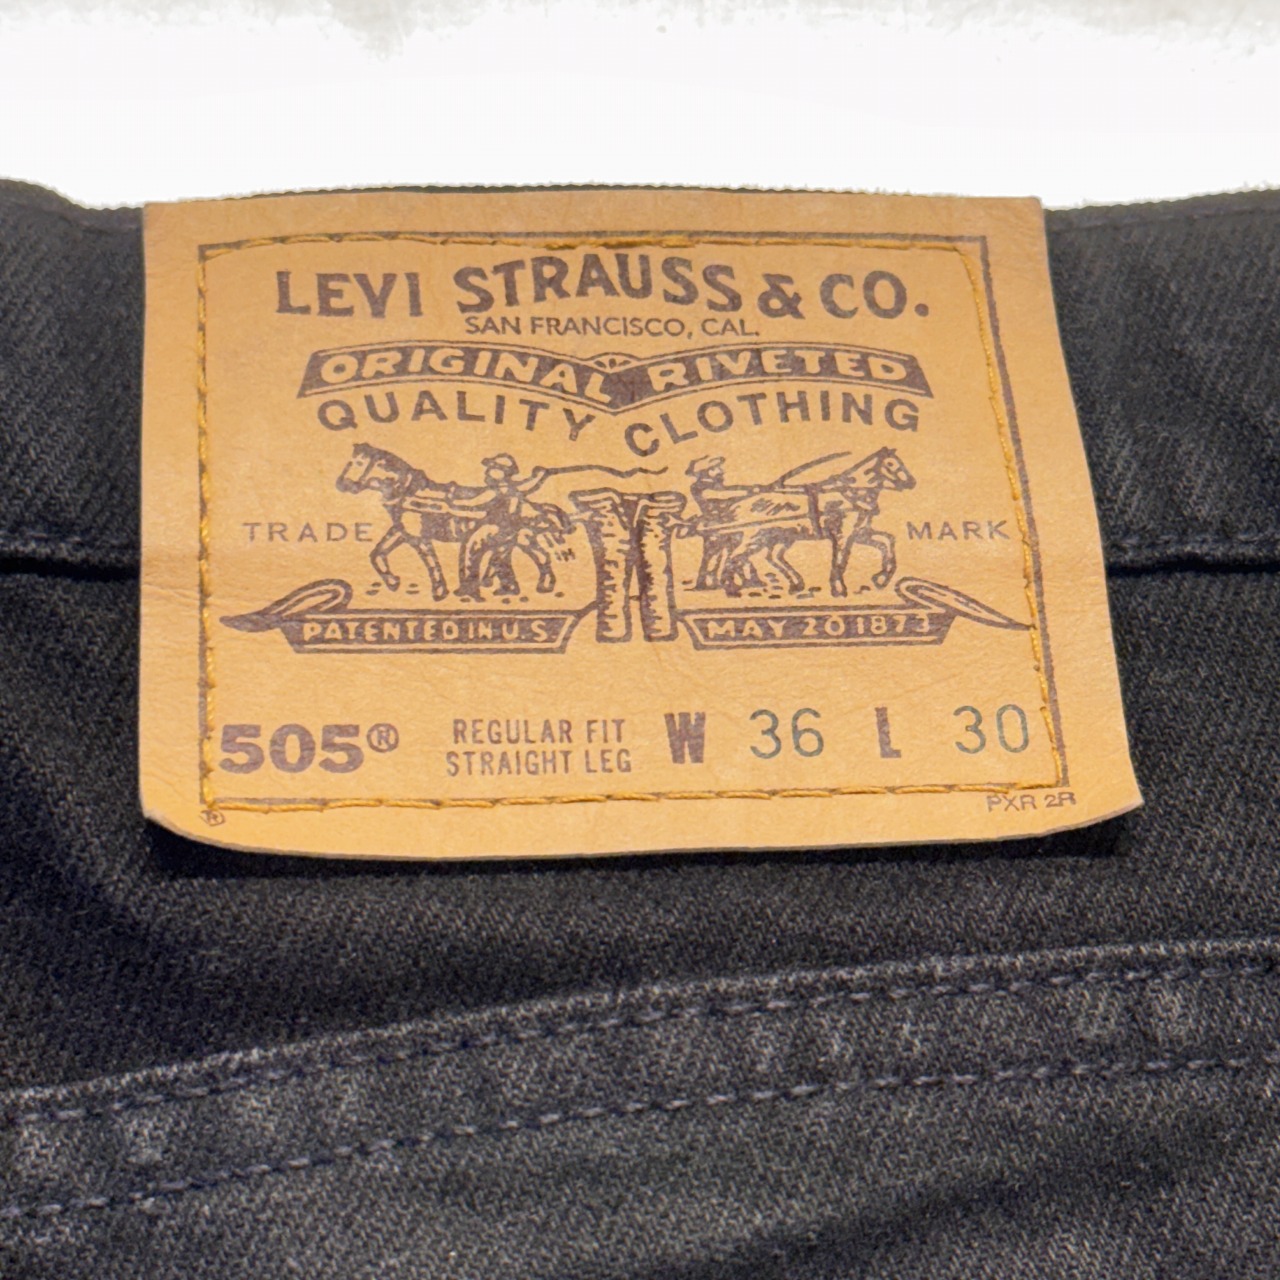 LEVI STRAUSS & CO.
SAN FRANCISCO, CAL.
ORIGINAL RIVETED
QUALITY CLOTHING
TRADE MARK
PATENTED IN U.S MAY 20 1873
505® REGULAR FIT W 36 L 30
STRAIGHT LEG
® PXR 2R